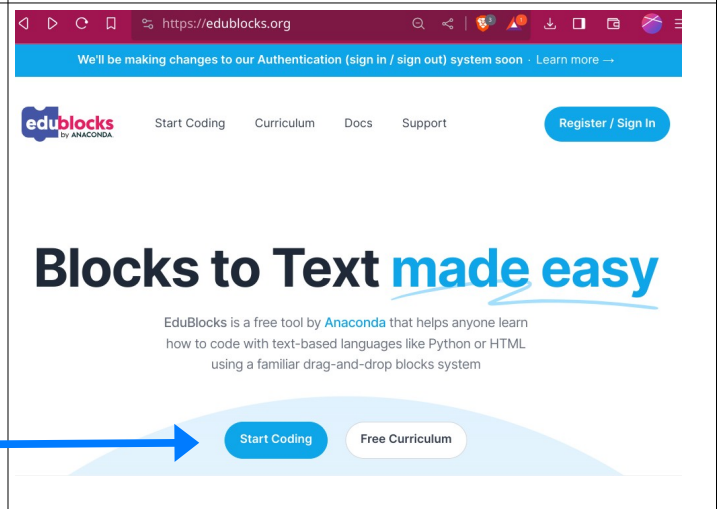 https://edublocks.org
3
1
We'll be making changes to our Authentication (sign in / sign out) system soon · Learn more →
edublocks
by ANACONDA
Start Coding
Curriculum
Docs
Support
Register / Sign In
Blocks to Text made easy
EduBlocks is a free tool by Anaconda that helps anyone learn
how to code with text-based languages like Python or HTML
using a familiar drag-and-drop blocks system
Start Coding
Free Curriculum